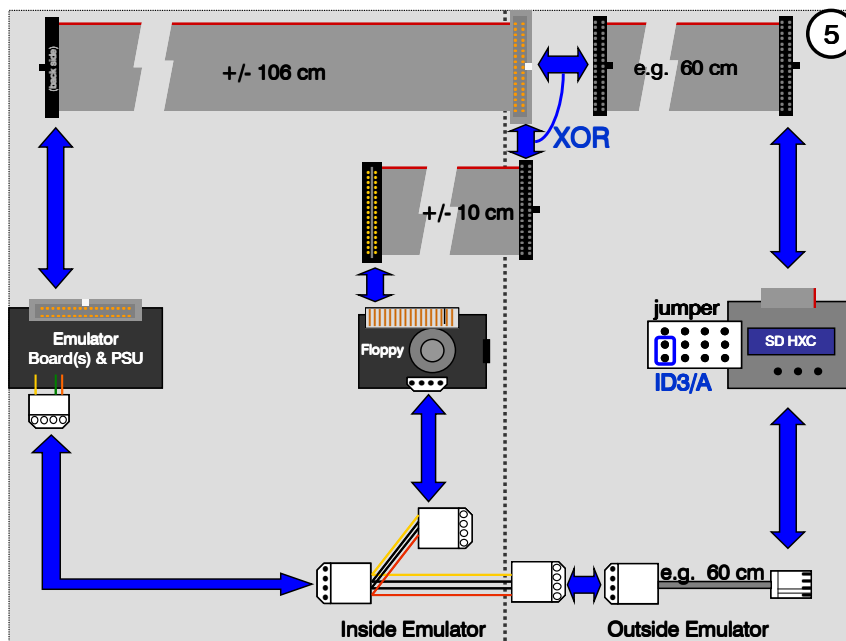 5
(back side)
+/- 106 cm
e.g. 60 cm
XOR
+/- 10 cm
Emulator
Board(s) & PSU
Floppy
jumper
SD HXC
ID3/A
e.g. 60 cm
Inside Emulator
Outside Emulator